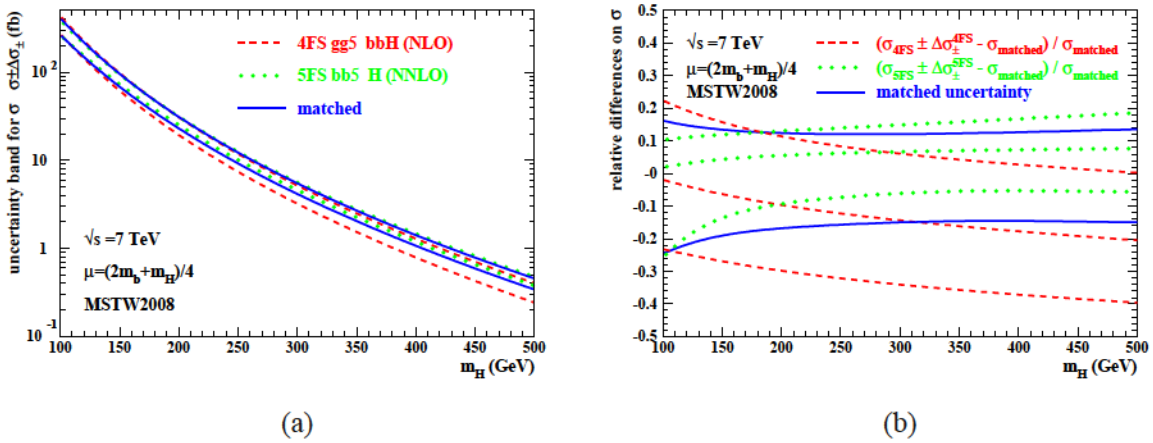 uncertainty band for σ σ±Δσ± (fb)
10²
10
1
10⁻¹
4FS gg5 bbH (NLO)
5FS bb5 H (NNLO)
matched
√s =7 TeV
μ=(2m_b+m_H)/4
MSTW2008
100 150 200 250 300 350 400 450 500
m_H (GeV)
(a)
relative differences on σ
0.5
0.4
0.3
0.2
0.1
-0
-0.1
-0.2
-0.3
-0.4
-0.5
√s =7 TeV
μ=(2m_b+m_H)/4
MSTW2008
(σ_4FS ± Δσ±^4FS - σ_matched) / σ_matched
(σ_5FS ± Δσ±^5FS - σ_matched) / σ_matched
matched uncertainty
100 150 200 250 300 350 400 450 500
m_H (GeV)
(b)